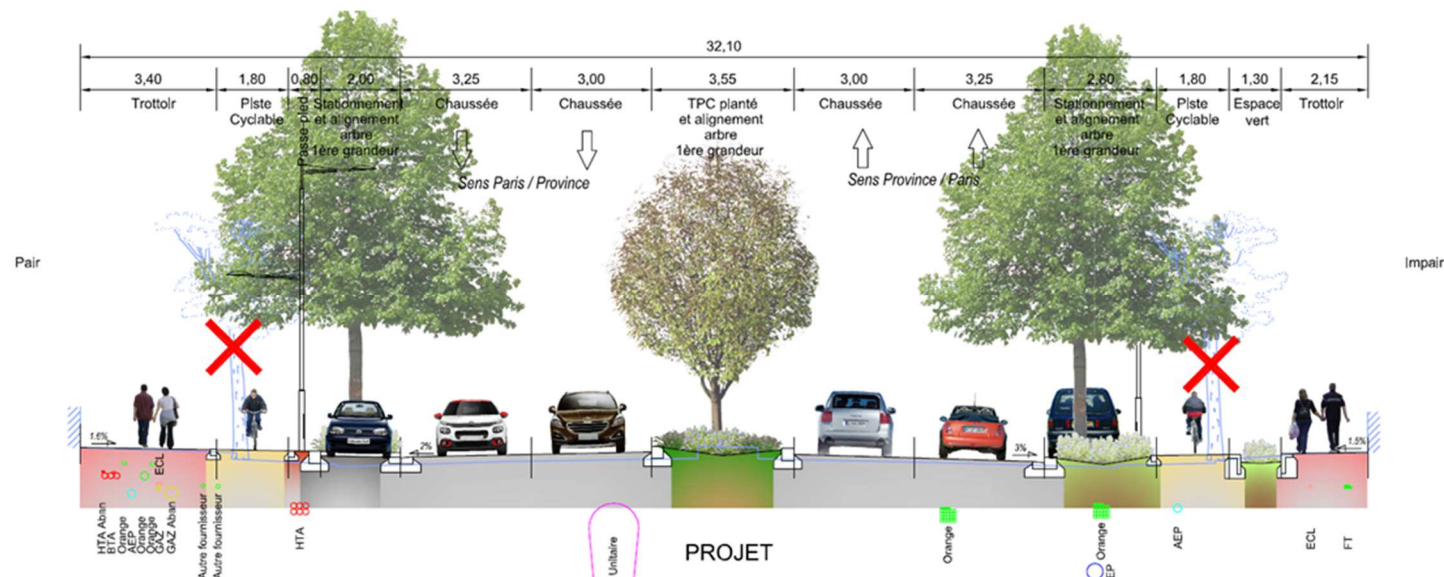 32,10
3,40
1,80
0,80
2,00
3,25
3,00
3,55
3,00
3,25
2,80
1,80
1,30
2,15
Trottoir
Piste
Cyclable
Passe-pied
Stationnement
et alignement
arbre
1ère grandeur
Chaussée
Chaussée
TPC planté
et alignement
arbre
1ère grandeur
Chaussée
Chaussée
Stationnement
et alignement
arbre
1ère grandeur
Piste
Cyclable
Espace
vert
Trottoir
Sens Paris / Province
Sens Province / Paris
Pair
Impair
1.6%
2%
3%
1.5%
ECL
HTA Aban
BTA
Orange
AEP
Orange
Orange
GAZ
GAZ Aban
Autre fournisseur
Autre fournisseur
HTA
Unitaire
PROJET
Orange
Orange
EP
AEP
ECL
FT